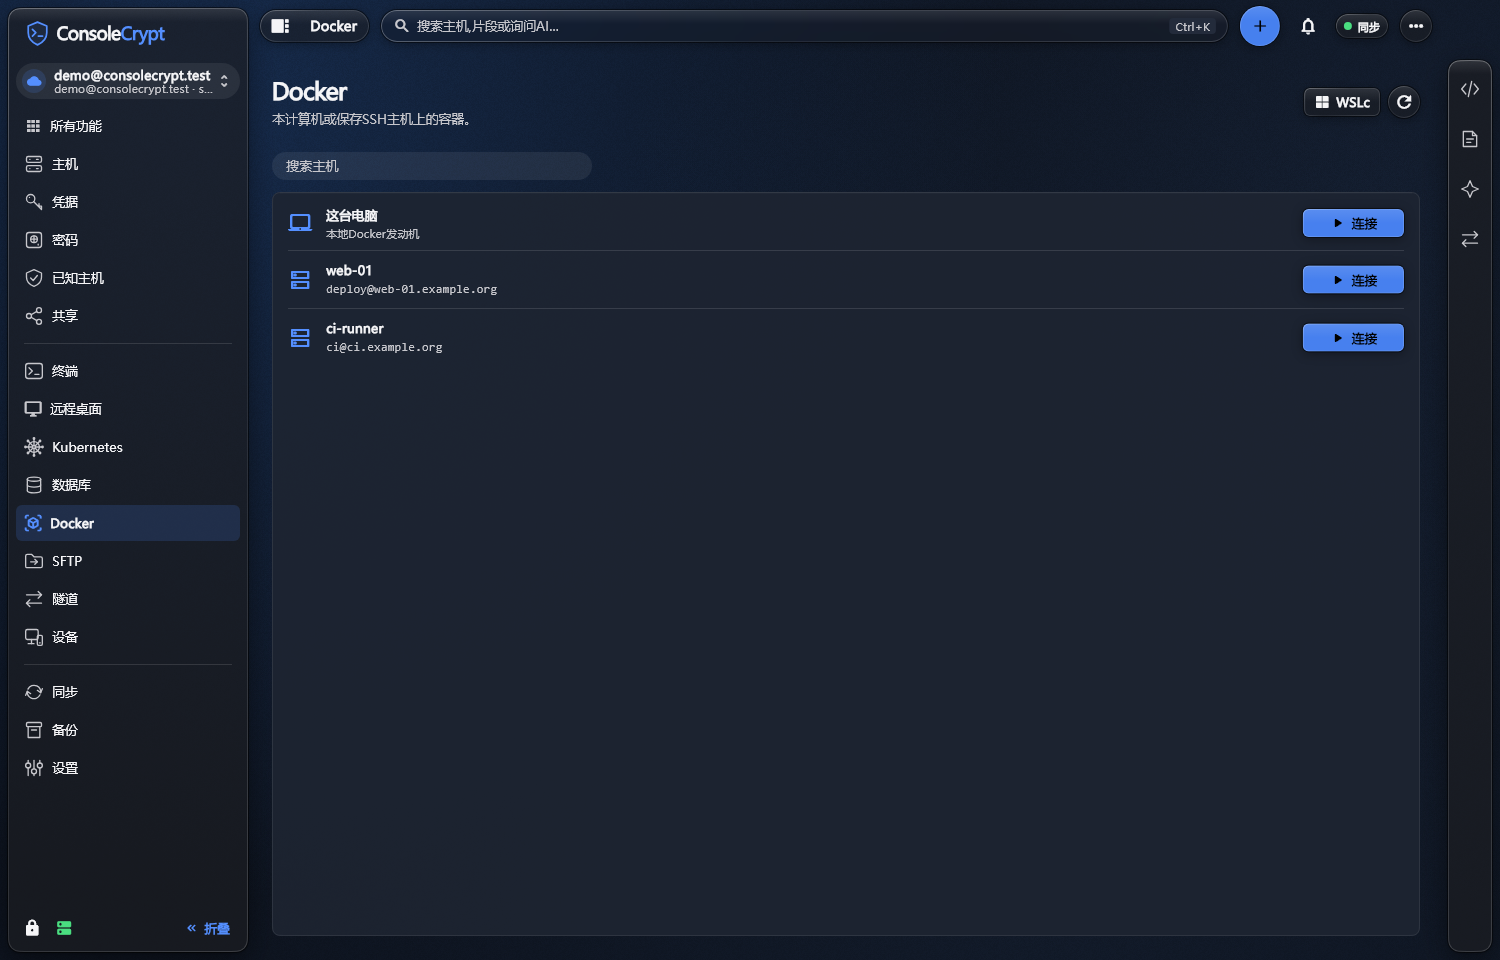 ConsoleCrypt
demo@consolecrypt.test
demo@consolecrypt.test · s...
所有功能
主机
凭据
密码
已知主机
共享
终端
远程桌面
Kubernetes
数据库
Docker
SFTP
隧道
设备
同步
备份
设置
« 折叠
Docker
搜索主机,片段或询问AI...
Ctrl+K
同步
Docker
本计算机或保存SSH主机上的容器。
WSLc
搜索主机
这台电脑
本地Docker发动机
连接
web-01
deploy@web-01.example.org
连接
ci-runner
ci@ci.example.org
连接